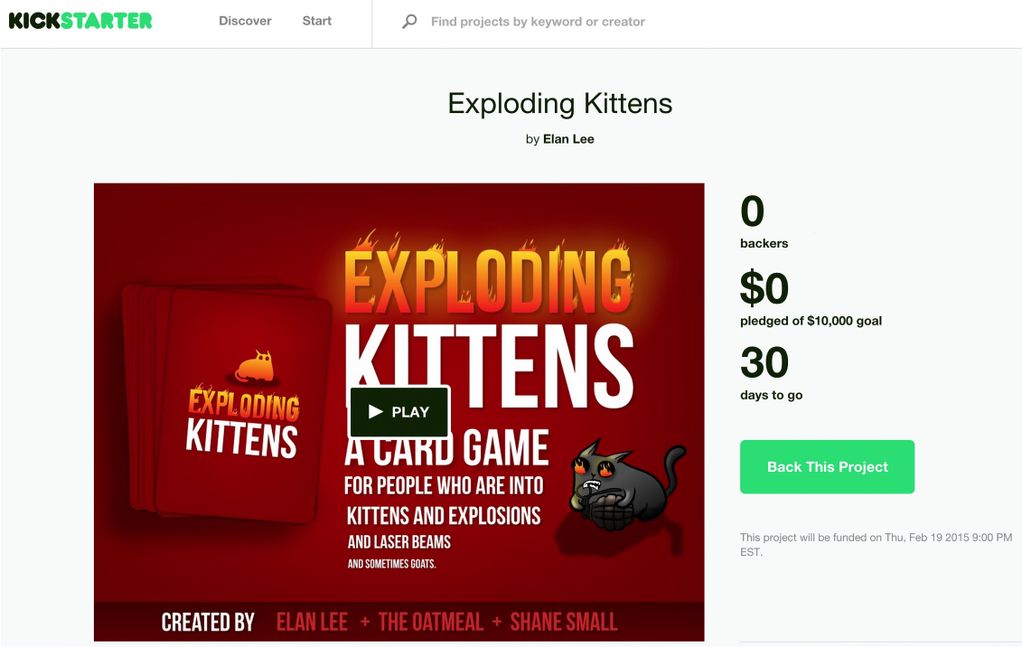 KICKSTARTER
Discover
Start
Find projects by keyword or creator
Exploding Kittens
by Elan Lee
EXPLODING
KITTENS
EXPLODING
KITTENS
PLAY
A CARD GAME
FOR PEOPLE WHO ARE INTO
KITTENS AND EXPLOSIONS
AND LASER BEAMS
AND SOMETIMES GOATS.
CREATED BY ELAN LEE + THE OATMEAL + SHANE SMALL
0
backers
$0
pledged of $10,000 goal
30
days to go
Back This Project
This project will be funded on Thu, Feb 19 2015 9:00 PM
EST.